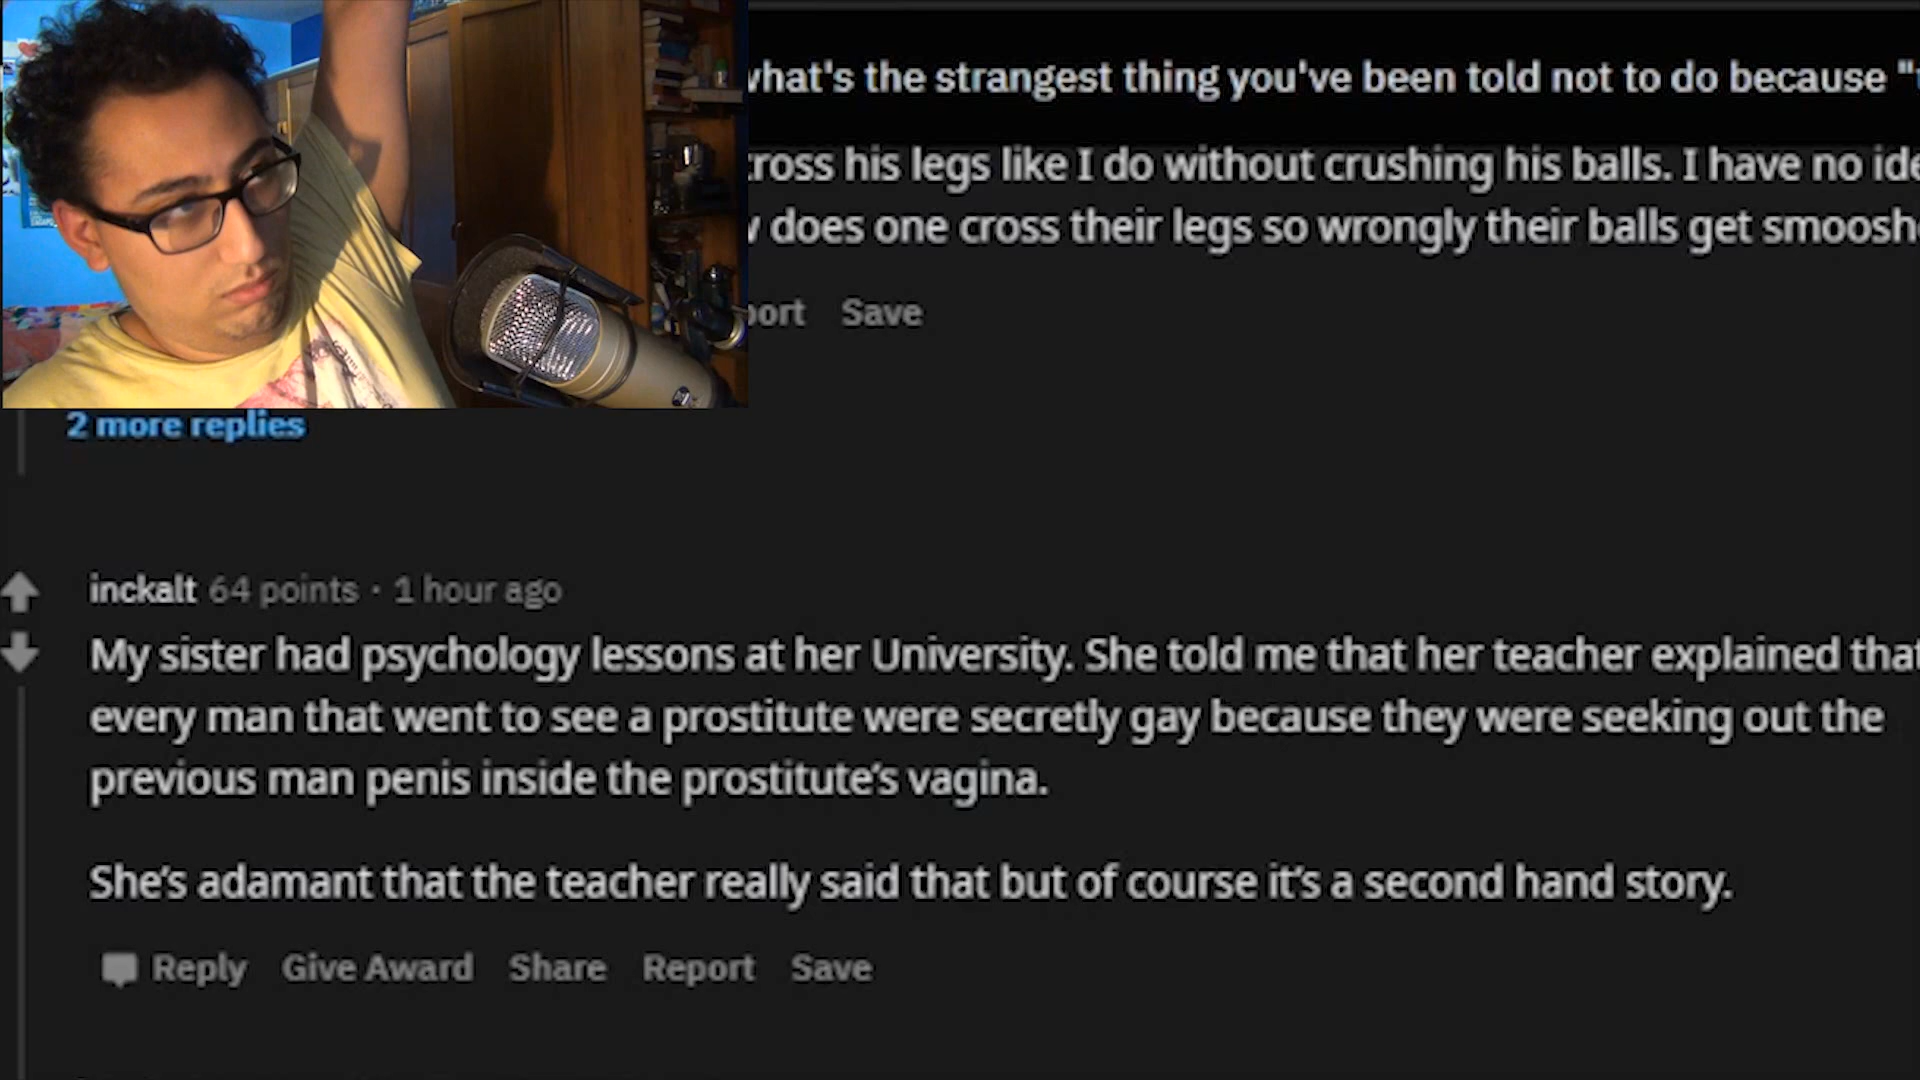 what's the strangest thing you've been told not to do because
cross his legs like I do without crushing his balls. I have no
does one cross their legs so wrongly their balls get
Save
2 more replies
inckalt 64 points · 1 hour ago
My sister had psychology lessons at her University. She told me that her teacher explained that
every man that went to see a prostitute were secretly gay because they were seeking out the
previous man penis inside the prostitute's vagina.
She's adamant that the teacher really said that but of course it's a second hand story.
Reply Give Award Share Report Save